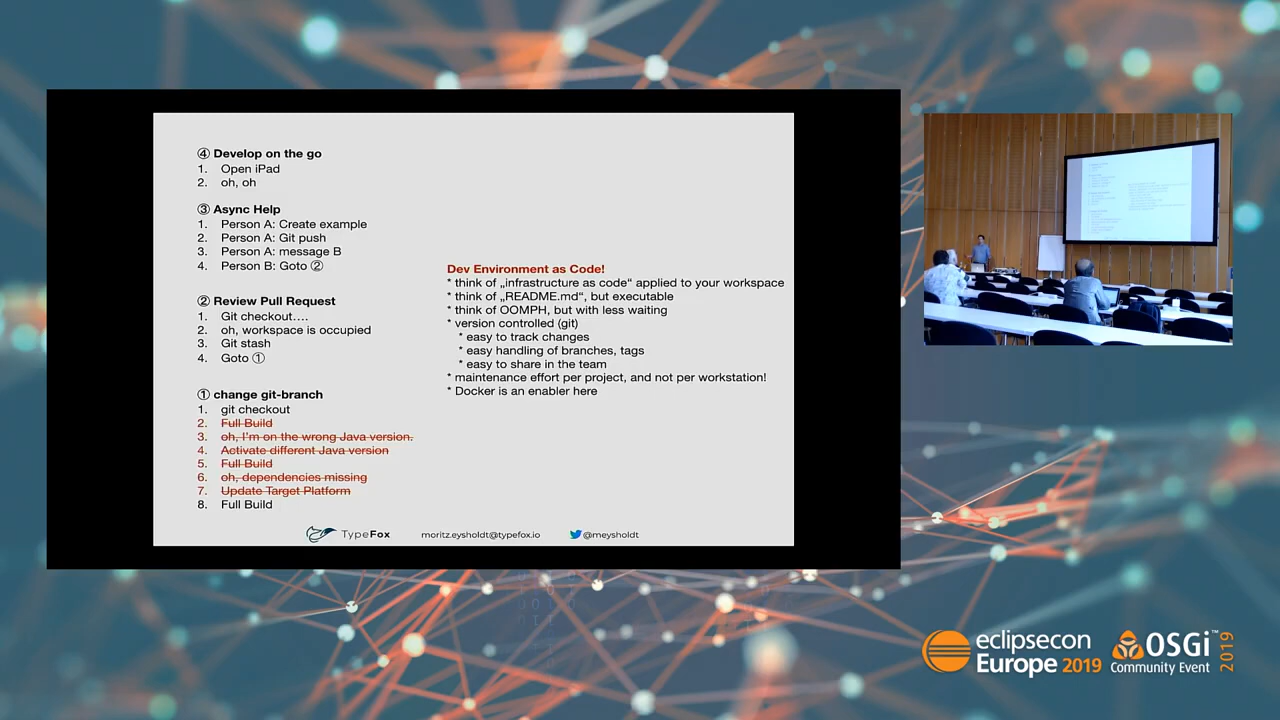 ④ Develop on the go
1. Open iPad
2. oh, oh
③ Async Help
1. Person A: Create example
2. Person A: Git push
3. Person A: message B
4. Person B: Goto ②
② Review Pull Request
1. Git checkout....
2. oh, workspace is occupied
3. Git stash
4. Goto ①
① change git-branch
1. git checkout
2. Full Build
3. oh, I'm on the wrong Java version.
4. Activate different Java version
5. Full Build
6. oh, dependencies missing
7. Update Target Platform
8. Full Build
Dev Environment as Code!
* think of „infrastructure as code“ applied to your workspace
* think of „README.md“, but executable
* think of OOMPH, but with less waiting
* version controlled (git)
* easy to track changes
* easy handling of branches, tags
* easy to share in the team
* maintenance effort per project, and not per workstation!
* Docker is an enabler here
TypeFox moritz.eysholdt@typefox.io @meysholdt
eclipsecon
Europe 2019
OSGi™
Community Event
2019